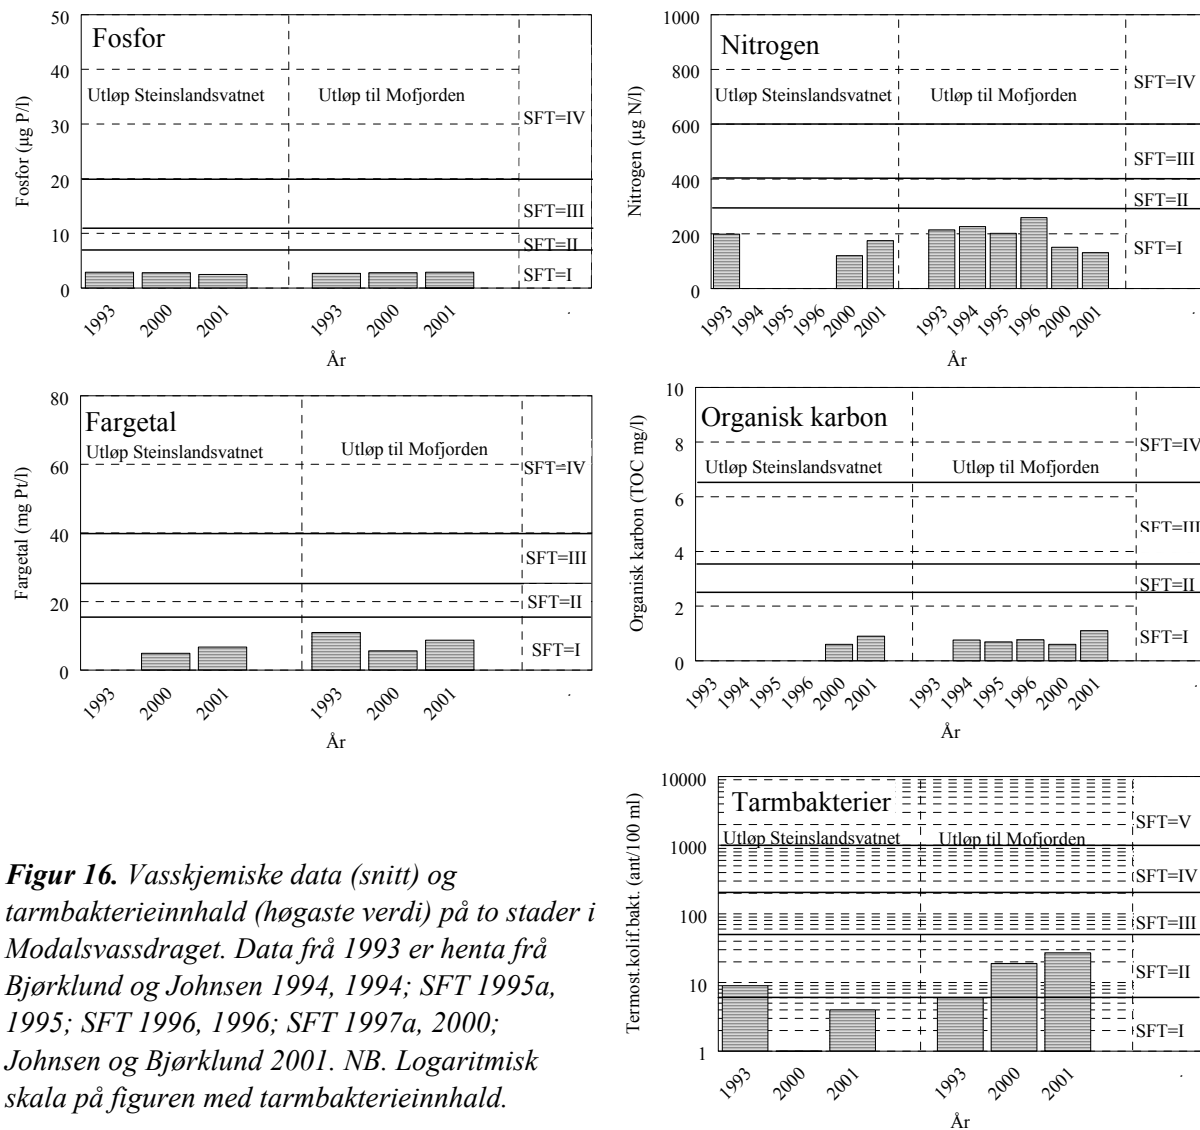 Fosfor
Fosfor (µg P/l)
50
40
30
20
10
0
Utløp Steinslandsvatnet
Utløp til Mofjorden
SFT=IV
SFT=III
SFT=II
SFT=I
1993
2000
2001
1993
2000
2001
År
Nitrogen
Nitrogen (µg N/l)
1000
800
600
400
200
0
Utløp Steinslandsvatnet
Utløp til Mofjorden
SFT=IV
SFT=III
SFT=II
SFT=I
1993
1994
1995
1996
2000
2001
1993
1994
1995
1996
2000
2001
År
Fargetal
Fargetal (mg Pt/l)
80
60
40
20
0
Utløp Steinslandsvatnet
Utløp til Mofjorden
SFT=IV
SFT=III
SFT=II
SFT=I
1993
2000
2001
1993
2000
2001
År
Organisk karbon
Organisk karbon (TOC mg/l)
10
8
6
4
2
0
Utløp Steinslandsvatnet
Utløp til Mofjorden
SFT=IV
SFT=III
SFT=II
SFT=I
1993
1994
1995
1996
2000
2001
1993
1994
1995
1996
2000
2001
År
Tarmbakterier
Termost.kolif.bakt. (ant/100 ml)
10000
1000
100
10
1
Utløp Steinslandsvatnet
Utløp til Mofjorden
SFT=V
SFT=IV
SFT=III
SFT=II
SFT=I
1993
2000
2001
1993
2000
2001
År
Figur 16. Vasskjemiske data (snitt) og
tarmbakterieinnhald (høgaste verdi) på to stader i
Modalsvassdraget. Data frå 1993 er henta frå
Bjørklund og Johnsen 1994, 1994; SFT 1995a,
1995; SFT 1996, 1996; SFT 1997a, 2000;
Johnsen og Bjørklund 2001. NB. Logaritmisk
skala på figuren med tarmbakterieinnhald.